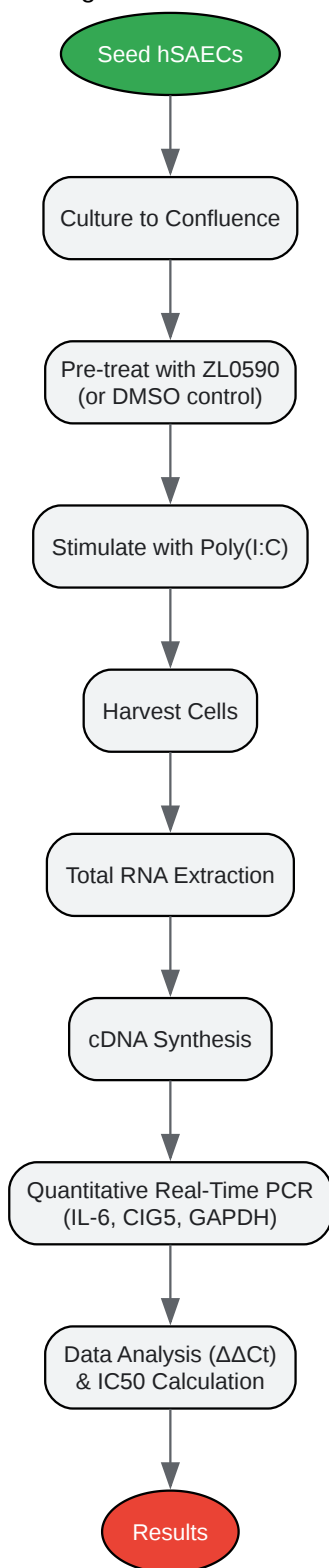 Seed hSAECs
Culture to Confluence
Pre-treat with ZL0590
(or DMSO control)
Stimulate with Poly(I:C)
Harvest Cells
Total RNA Extraction
cDNA Synthesis
Quantitative Real-Time PCR
(IL-6, CIG5, GAPDH)
Data Analysis (ΔΔCt)
& IC50 Calculation
Results